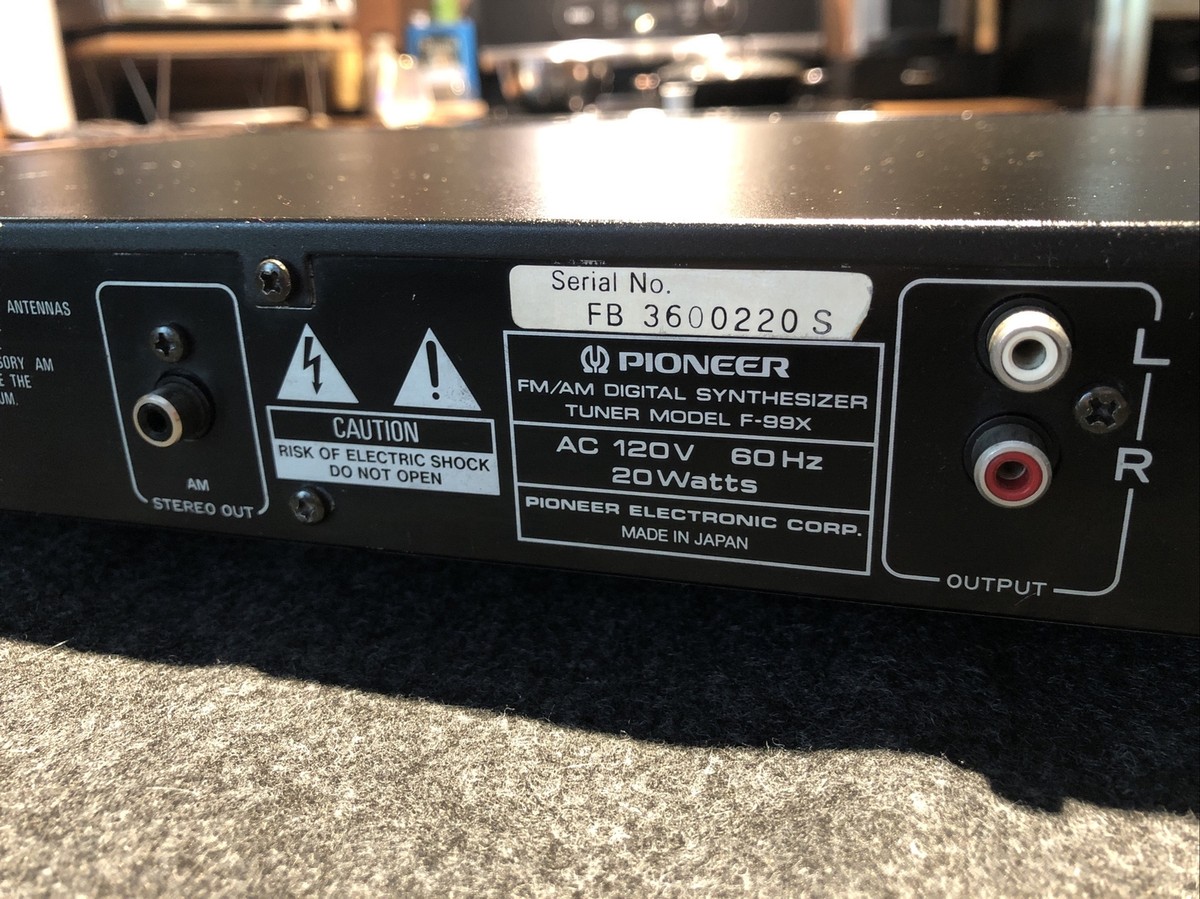 ANTENNAS
SORY AM
E THE
UM.
AM
STEREO OUT
CAUTION
RISK OF ELECTRIC SHOCK
DO NOT OPEN
Serial No.
FB 3600220 S
PIONEER
FM/AM DIGITAL SYNTHESIZER
TUNER MODEL F-99X
AC 120V 60Hz
20Watts
PIONEER ELECTRONIC CORP.
MADE IN JAPAN
L
R
OUTPUT